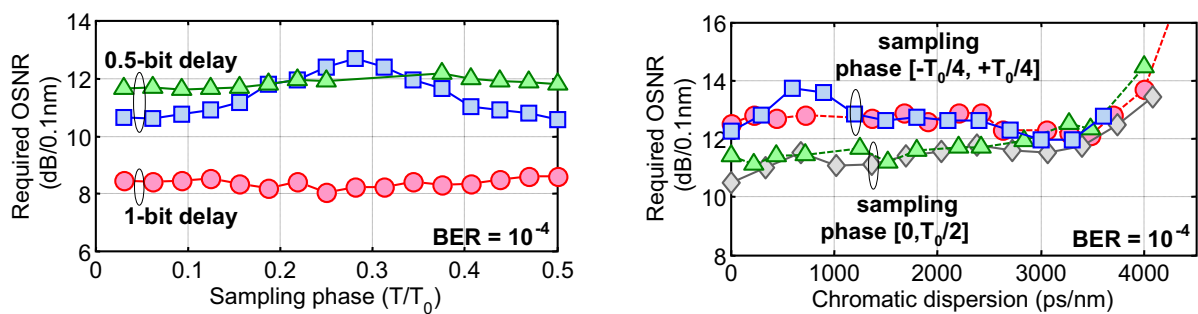 Required OSNR
(dB/0.1nm)
14
12
10
8
6
0.5-bit delay
1-bit delay
BER = 10⁻⁴
0 0.1 0.2 0.3 0.4 0.5
Sampling phase (T/T₀)
Required OSNR
(dB/0.1nm)
16
14
12
10
8
sampling
phase [-T₀/4, +T₀/4]
sampling
phase [0,T₀/2]
BER = 10⁻⁴
0 1000 2000 3000 4000
Chromatic dispersion (ps/nm)